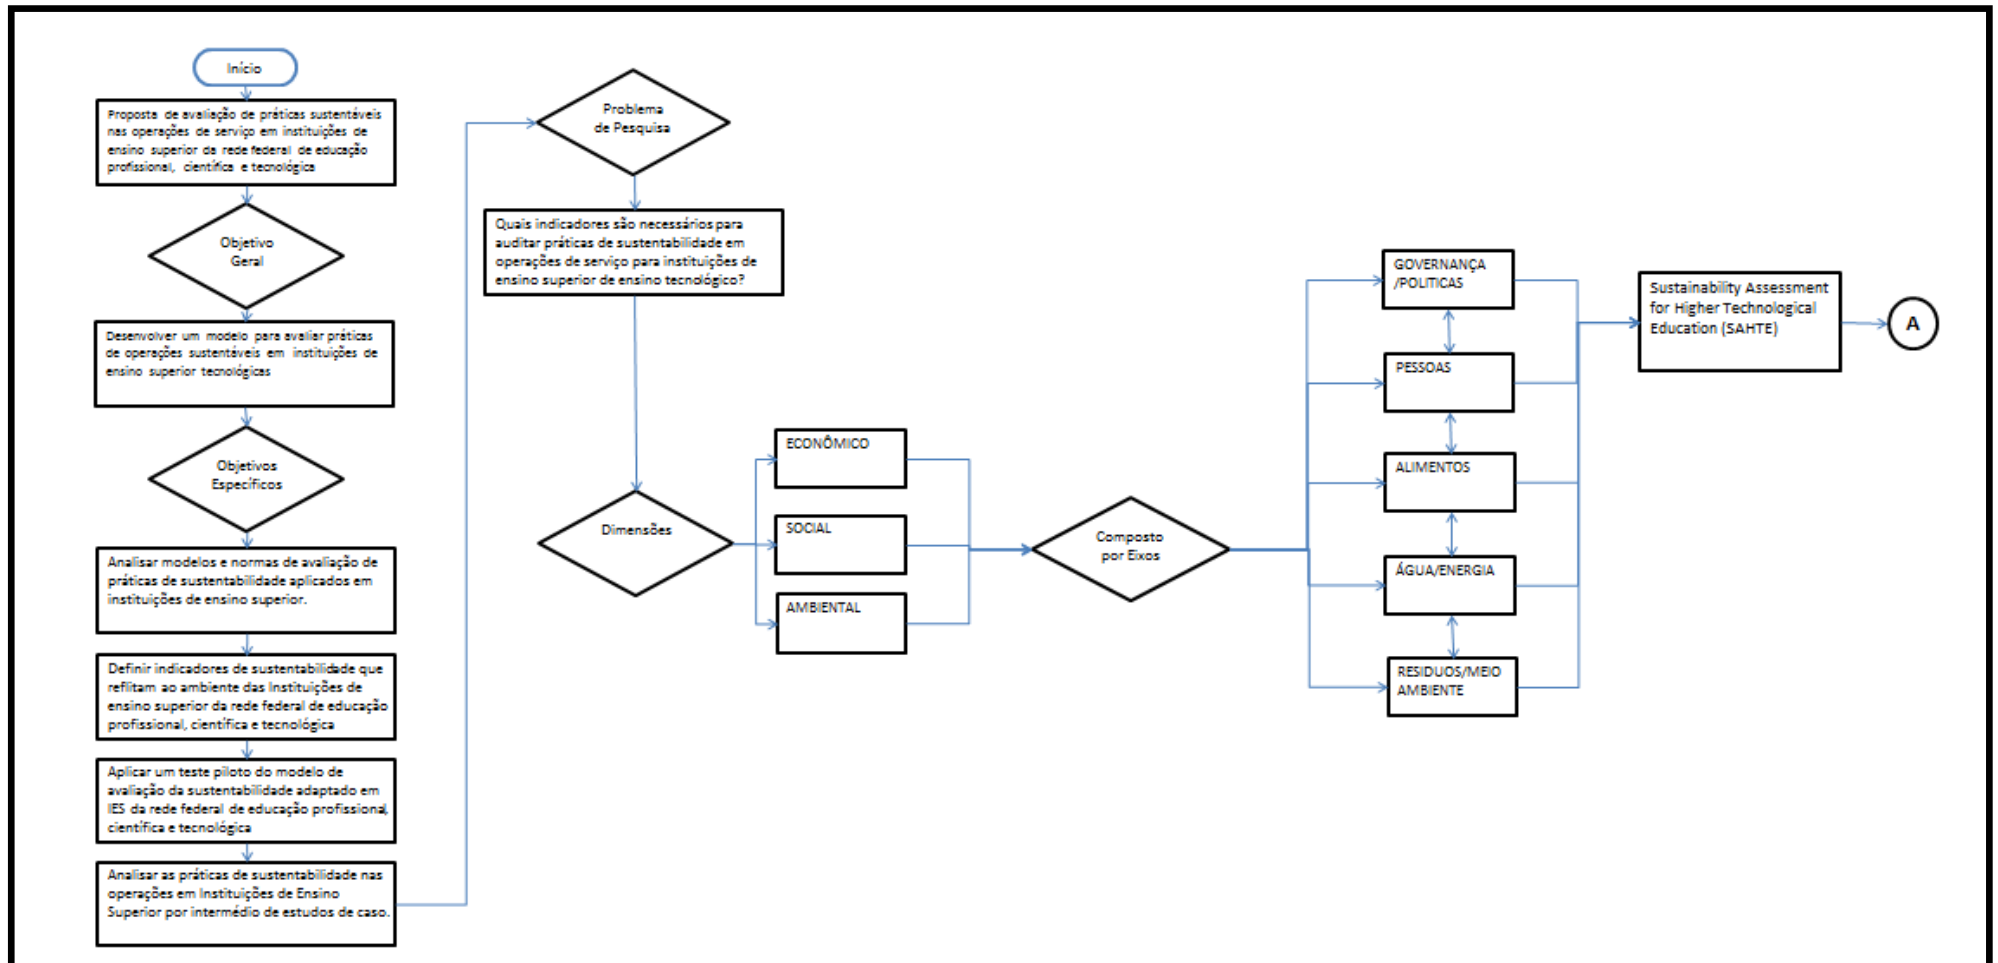 Início
Proposta de avaliação de práticas sustentáveis
nas operações de serviço em instituições de
ensino superior da rede federal de educação
profissional, científica e tecnológica
Objetivo
Geral
Desenvolver um modelo para avaliar práticas
de operações sustentáveis em instituições de
ensino superior tecnológicas
Objetivos
Específicos
Analisar modelos e normas de avaliação de
práticas de sustentabilidade aplicados em
instituições de ensino superior.
Definir indicadores de sustentabilidade que
reflitam ao ambiente das Instituições de
ensino superior da rede federal de educação
profissional, científica e tecnológica
Aplicar um teste piloto do modelo de
avaliação da sustentabilidade adaptado em
IES da rede federal de educação profissional,
científica e tecnológica
Analisar as práticas de sustentabilidade nas
operações em Instituições de Ensino
Superior por intermédio de estudos de caso.
Problema
de Pesquisa
Quais indicadores são necessários para
auditar práticas de sustentabilidade em
operações de serviço para instituições de
ensino superior de ensino tecnológico?
Dimensões
ECONÔMICO
SOCIAL
AMBIENTAL
Composto
por Eixos
GOVERNANÇA
/POLITICAS
PESSOAS
ALIMENTOS
ÁGUA/ENERGIA
RESIDUOS/MEIO
AMBIENTE
Sustainability Assessment
for Higher Technological
Education (SAHTE)
A